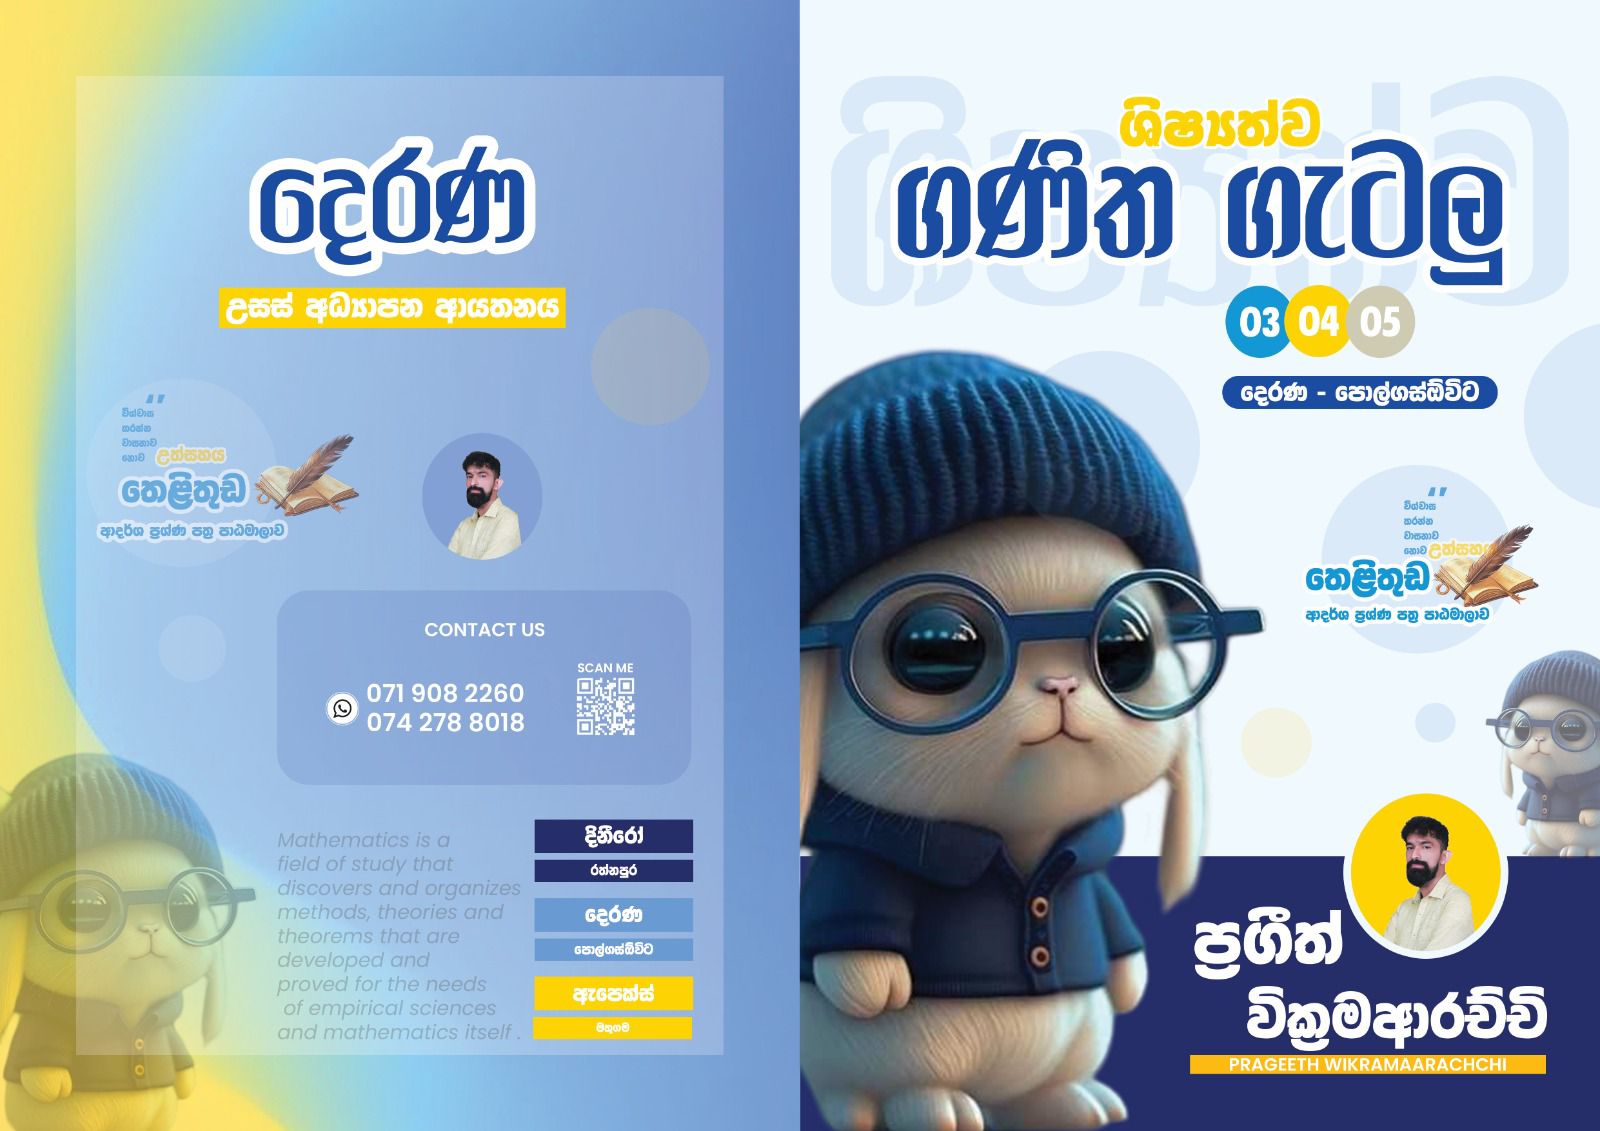 දෙරණ
උසස් අධ්‍යාපන ආයතනය
"
විශ්වාස
කරන්න
වාසනාව
නොව උත්සහය
තෙළිතුඩ
ආදර්ශ ප්‍රශ්ණ පත්‍ර පාඨමාලාව
CONTACT US
SCAN ME
071 908 2260
074 278 8018
Mathematics is a
field of study that
discovers and organizes
methods, theories and
theorems that are
developed and
proved for the needs
of empirical sciences
and mathematics itself .
දිනීරෝ
රත්නපුර
දෙරණ
පොල්ගස්ඕවිට
ඇපෙක්ස්
මතුගම
ශිෂ්‍යත්ව
ගණිත ගැටලු
03 04 05
දෙරණ - පොල්ගස්ඕවිට
"
විශ්වාස
කරන්න
වාසනාව
නොව උත්සහය
තෙළිතුඩ
ආදර්ශ ප්‍රශ්ණ පත්‍ර පාඨමාලාව
ප්‍රගීත්
වික්‍රමආරච්චි
PRAGEETH WIKRAMAARACHCHI